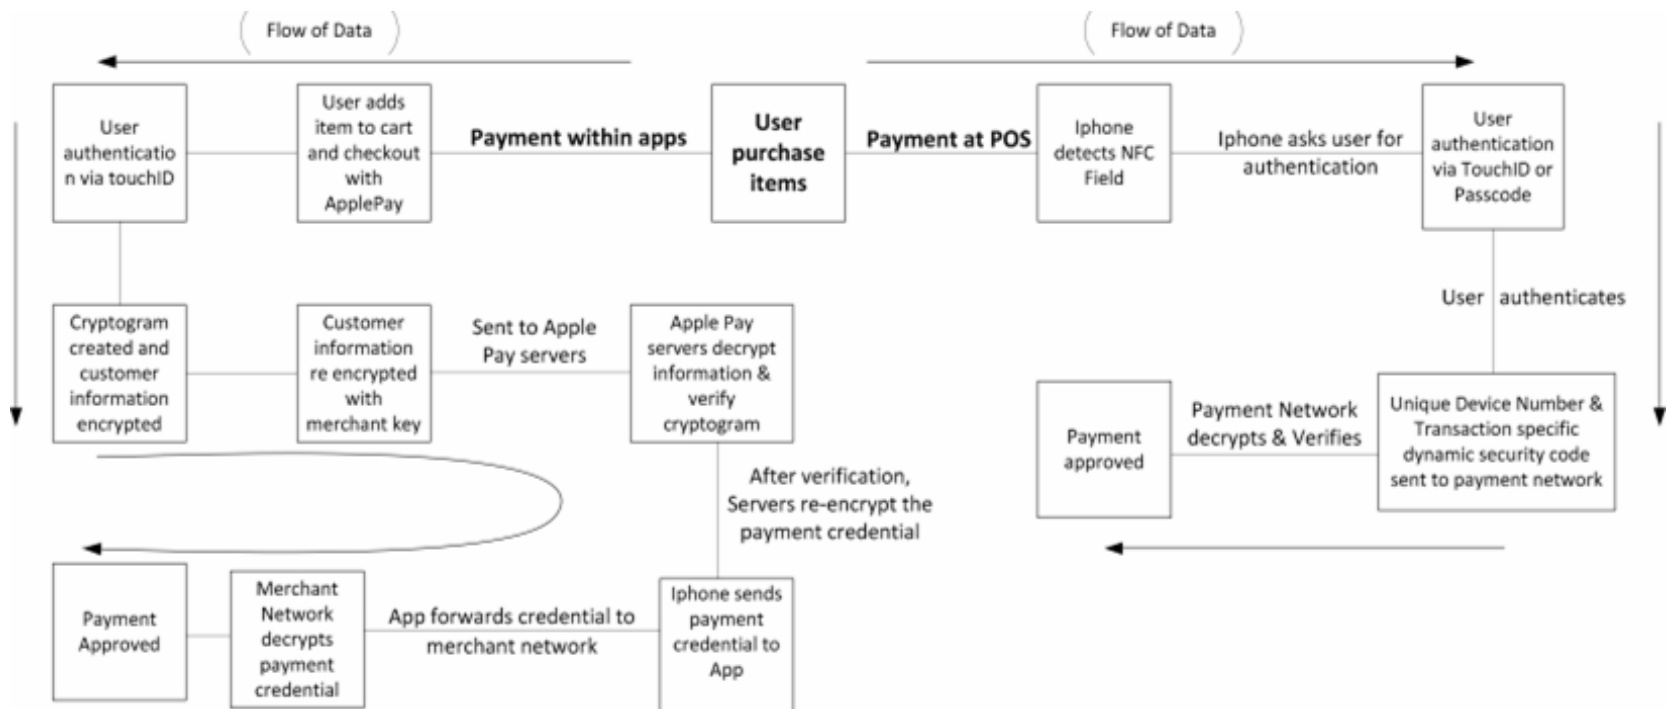 Flow of Data
Flow of Data
User
authenticatio
n via touchID
User adds
item to cart
and checkout
with
ApplePay
Payment within apps
User
purchase
items
Payment at POS
Iphone
detects NFC
Field
Iphone asks user for
authentication
User
authentication
via TouchID or
Passcode
User authenticates
Cryptogram
created and
customer
information
encrypted
Customer
information
re encrypted
with
merchant key
Sent to Apple
Pay servers
Apple Pay
servers decrypt
information &
verify
cryptogram
Payment
approved
Payment Network
decrypts & Verifies
Unique Device Number &
Transaction specific
dynamic security code
sent to payment network
After verification,
Servers re-encrypt the
payment credential
Payment
Approved
Merchant
Network
decrypts
payment
credential
App forwards credential to
merchant network
Iphone sends
payment
credential to
App